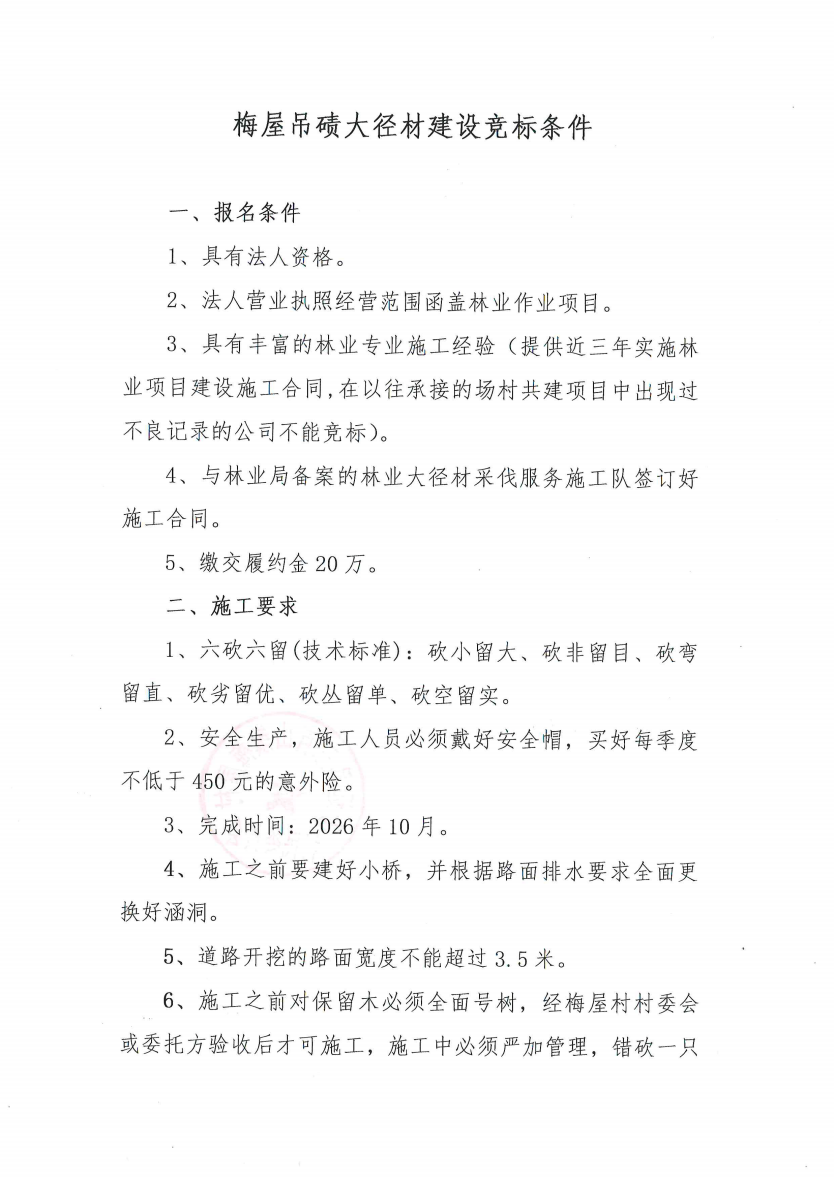 梅屋吊碛大径材建设竞标条件
一、报名条件
1、具有法人资格。
2、法人营业执照经营范围函盖林业作业项目。
3、具有丰富的林业专业施工经验（提供近三年实施林
业项目建设施工合同,在以往承接的场村共建项目中出现过
不良记录的公司不能竞标）。
4、与林业局备案的林业大径材采伐服务施工队签订好
施工合同。
5、缴交履约金 20 万。
二、施工要求
1、六砍六留(技术标准)：砍小留大、砍非留目、砍弯
留直、砍劣留优、砍丛留单、砍空留实。
2、安全生产，施工人员必须戴好安全帽，买好每季度
不低于 450 元的意外险。
3、完成时间：2026 年 10 月。
4、施工之前要建好小桥，并根据路面排水要求全面更
换好涵洞。
5、道路开挖的路面宽度不能超过 3.5 米。
6、施工之前对保留木必须全面号树，经梅屋村村委会
或委托方验收后才可施工，施工中必须严加管理，错砍一只